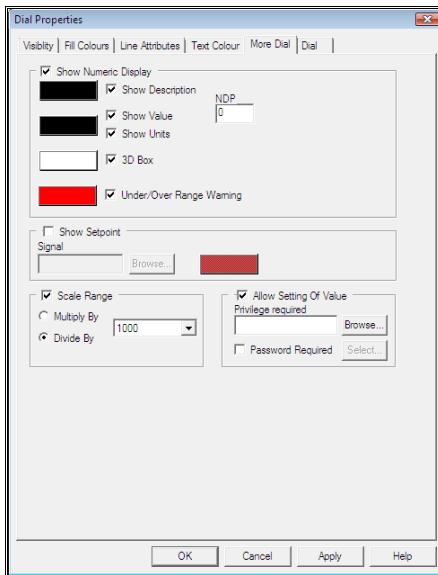 Dial Properties
Visiblity Fill Colours Line Attributes Text Colour More Dial Dial
Show Numeric Display
Show Description
NDP
0
Show Value
Show Units
3D Box
Under/Over Range Warning
Show Setpoint
Signal
Browse...
Scale Range
Multiply By
1000
Divide By
Allow Setting Of Value
Privilege required
Browse...
Password Required Select...
OK Cancel Apply Help